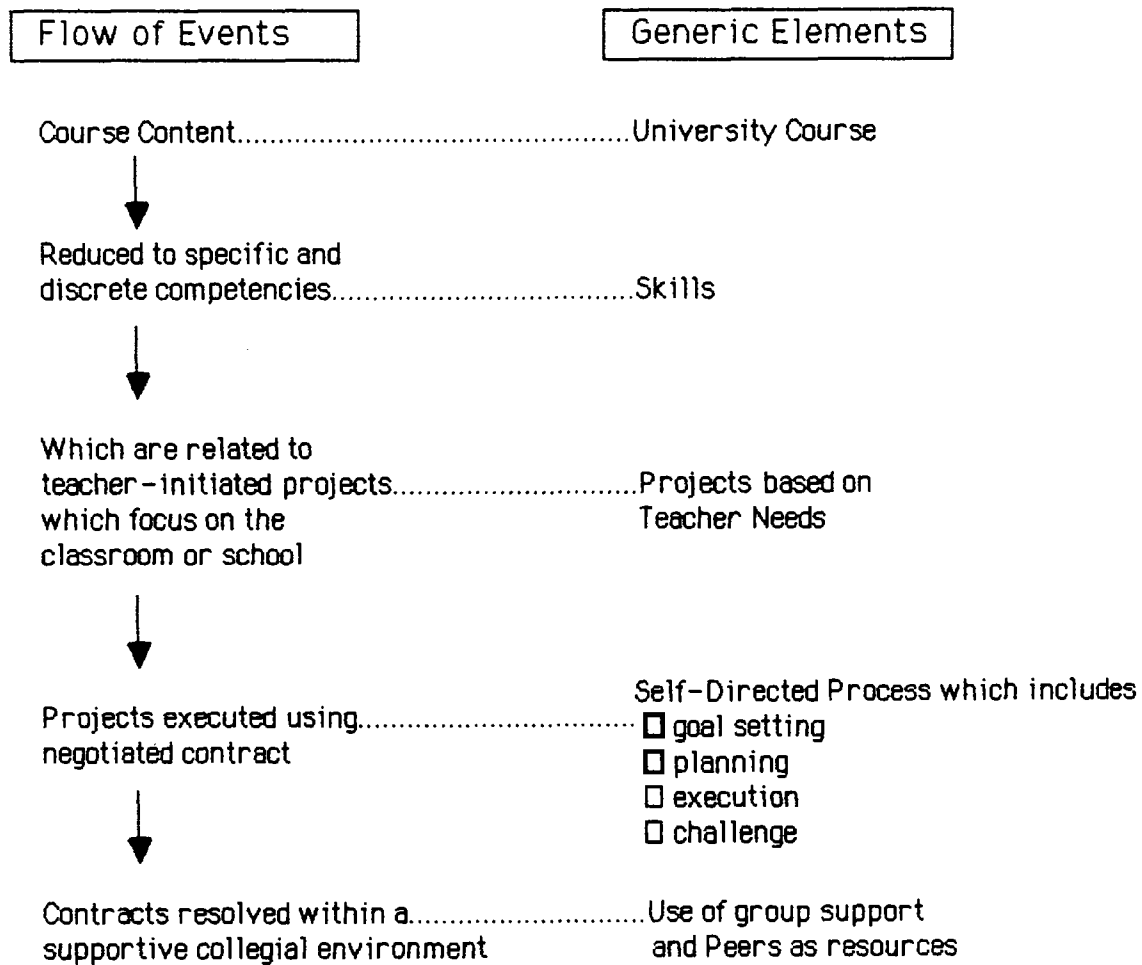 Flow of Events
Generic Elements
Course Content.................................................University Course
Reduced to specific and
discrete competencies.....................................Skills
Which are related to
teacher-initiated projects..............................Projects based on
which focus on the Teacher Needs
classroom or school
Self-Directed Process which includes
Projects executed using..................................☐ goal setting
negotiated contract ☐ planning
☐ execution
☐ challenge
Contracts resolved within a.............................Use of group support
supportive collegial environment and Peers as resources